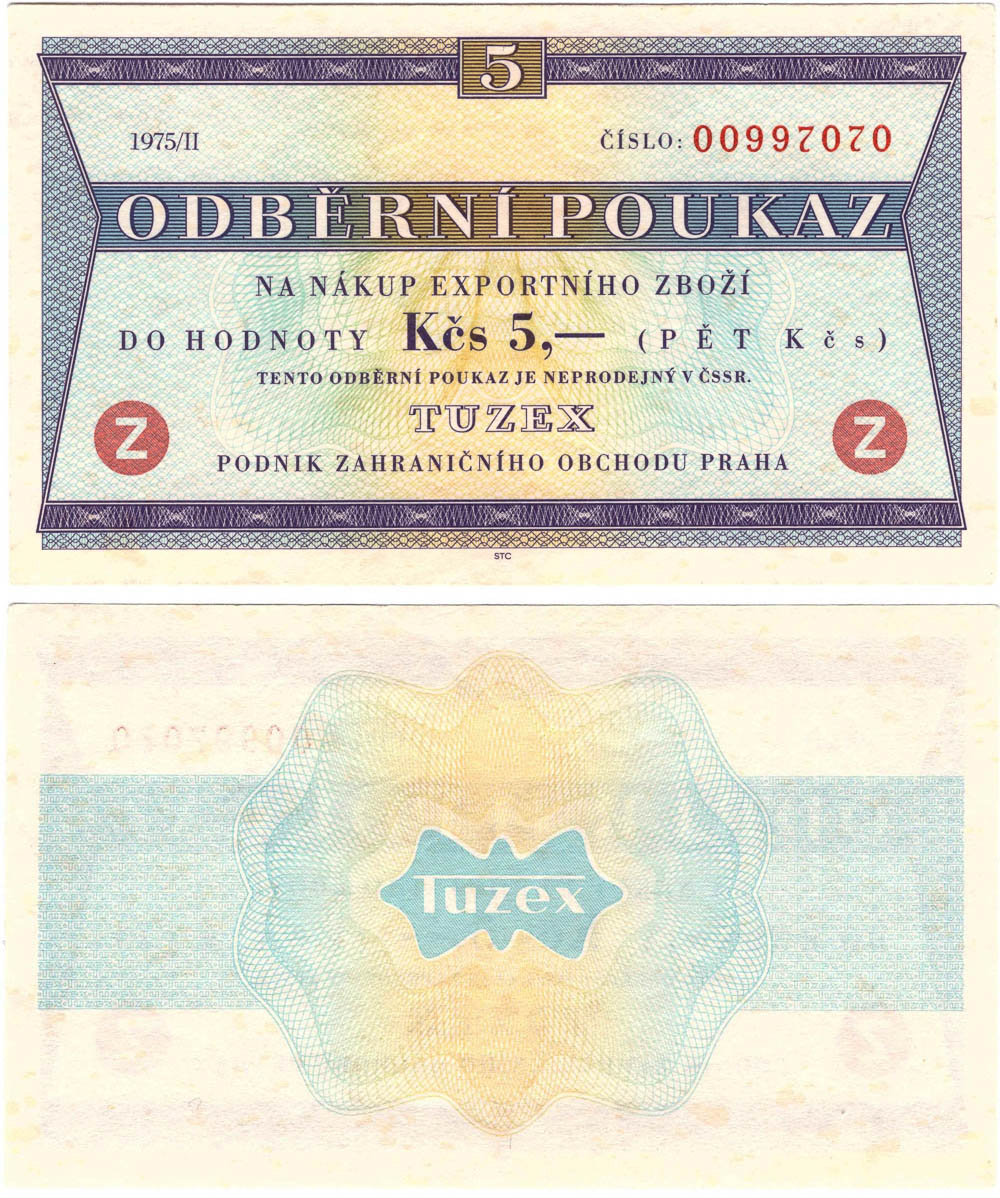 5
1975/II ČÍSLO: 00997070
ODBĚRNÍ POUKAZ
NA NÁKUP EXPORTNÍHO ZBOŽÍ
DO HODNOTY Kčs 5,— (PĚT Kčs)
TENTO ODBĚRNÍ POUKAZ JE NEPRODEJNÝ V ČSSR.
TUZEX
Z Z
PODNIK ZAHRANIČNÍHO OBCHODU PRAHA
STC
Tuzex